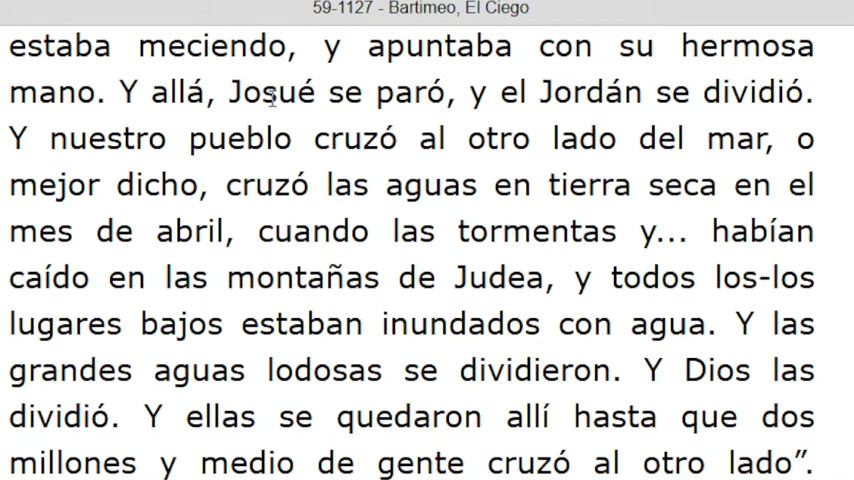 59-1127 - Bartimeo, El Ciego
estaba meciendo, y apuntaba con su hermosa
mano. Y allá, Josué se paró, y el Jordán se dividió.
Y nuestro pueblo cruzó al otro lado del mar, o
mejor dicho, cruzó las aguas en tierra seca en el
mes de abril, cuando las tormentas y... habían
caído en las montañas de Judea, y todos los-los
lugares bajos estaban inundados con agua. Y las
grandes aguas lodosas se dividieron. Y Dios las
dividió. Y ellas se quedaron allí hasta que dos
millones y medio de gente cruzó al otro lado”.